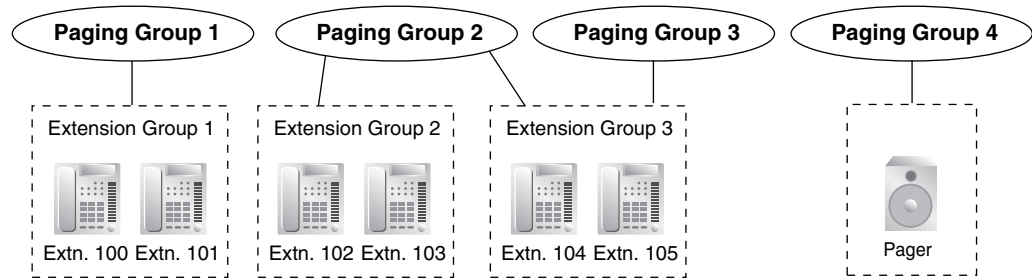 Paging Group 1 Paging Group 2 Paging Group 3 Paging Group 4
Extension Group 1 Extension Group 2 Extension Group 3
Extn. 100 Extn. 101 Extn. 102 Extn. 103 Extn. 104 Extn. 105 Pager